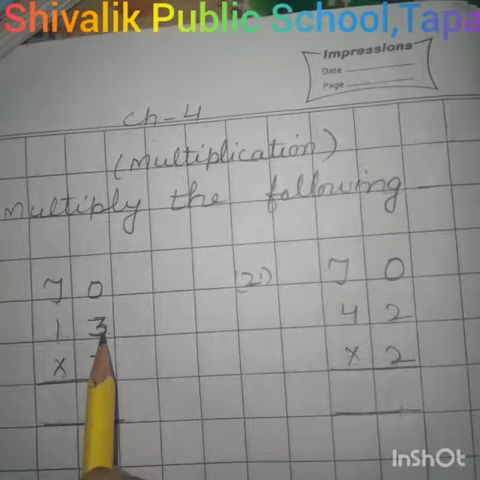 Shivalik Public School,Tapa
Impressions
Date
Page
Ch-4
(Multiplication)
Multiply the following
T O (2.) T O
1 3 4 2
x x 2
InShOt